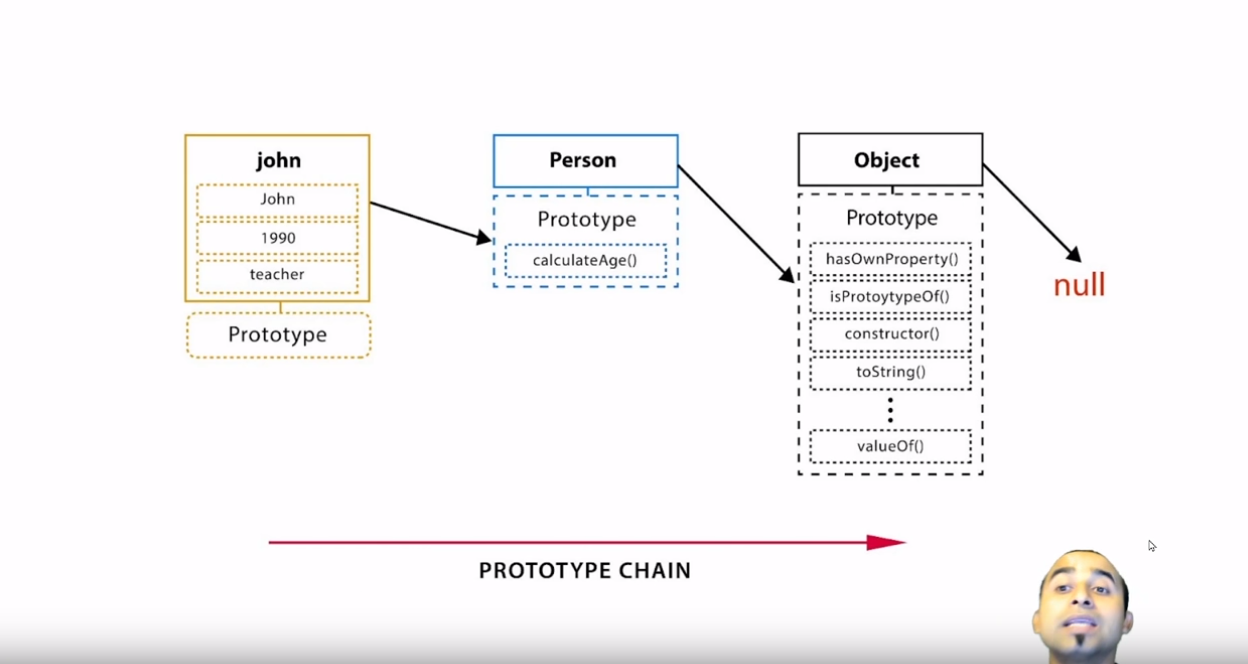 john
John
1990
teacher
Prototype
Person
Prototype
calculateAge()
Object
Prototype
hasOwnProperty()
isProtoytypeOf()
constructor()
toString()
valueOf()
null
PROTOTYPE CHAIN